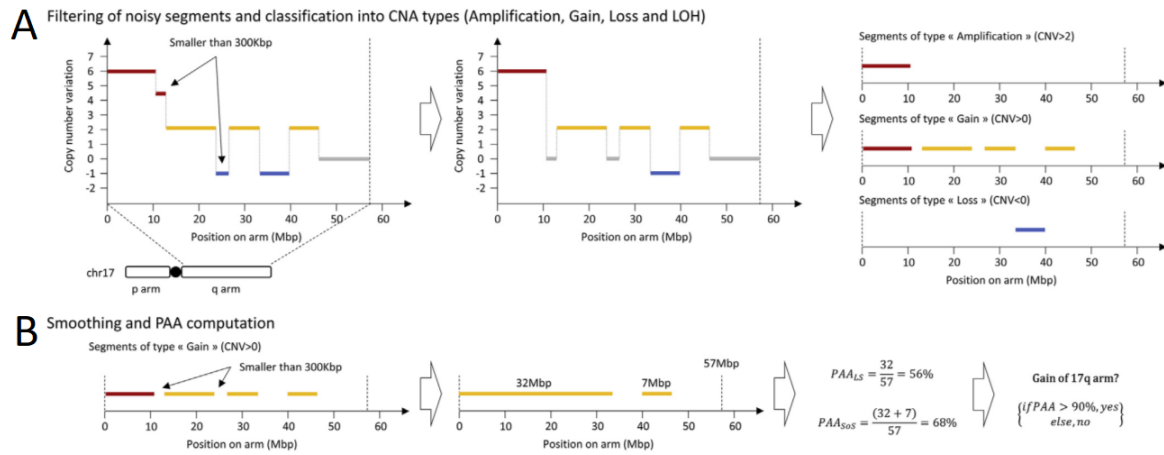 A Filtering of noisy segments and classification into CNA types (Amplification, Gain, Loss and LOH)
Smaller than 300Kbp
Copy number variation
7
6
5
4
3
2
1
0
-1
-2
0 10 20 30 40 50 60
Position on arm (Mbp)
chr17
p arm
q arm
Copy number variation
7
6
5
4
3
2
1
0
-1
-2
0 10 20 30 40 50 60
Position on arm (Mbp)
Segments of type « Amplification » (CNV>2)
0 10 20 30 40 50 60
Position on arm (Mbp)
Segments of type « Gain » (CNV>0)
0 10 20 30 40 50 60
Position on arm (Mbp)
Segments of type « Loss » (CNV<0)
0 10 20 30 40 50 60
Position on arm (Mbp)
B Smoothing and PAA computation
Segments of type « Gain » (CNV>0)
Smaller than 300Kbp
0 10 20 30 40 50 60
Position on arm (Mbp)
57Mbp
32Mbp 7Mbp
0 10 20 30 40 50 60
Position on arm (Mbp)
PAA_LS = 32/57 = 56%
PAA_SoS = (32 + 7)/57 = 68%
Gain of 17q arm?
{if PAA > 90%, yes
else, no}